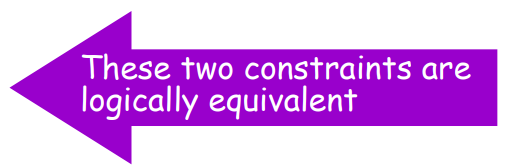 These two constraints are
logically equivalent